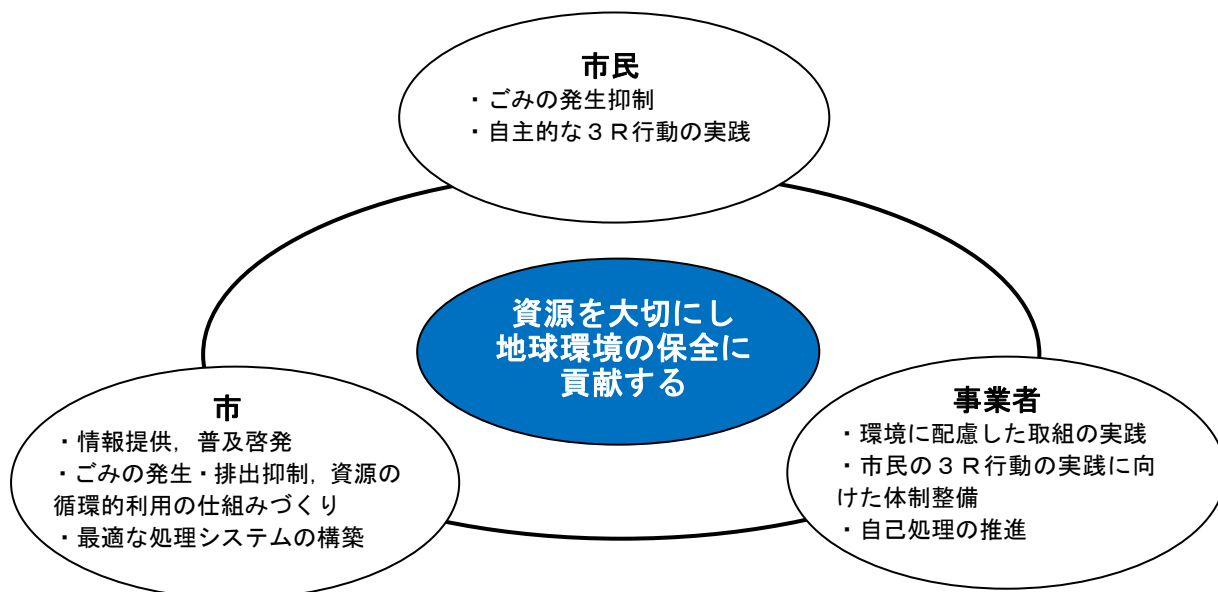 市民
・ごみの発生抑制
・自主的な３Ｒ行動の実践
資源を大切にし
地球環境の保全に
貢献する
市
・情報提供，普及啓発
・ごみの発生・排出抑制，資源の
循環的利用の仕組みづくり
・最適な処理システムの構築
事業者
・環境に配慮した取組の実践
・市民の３Ｒ行動の実践に向
けた体制整備
・自己処理の推進